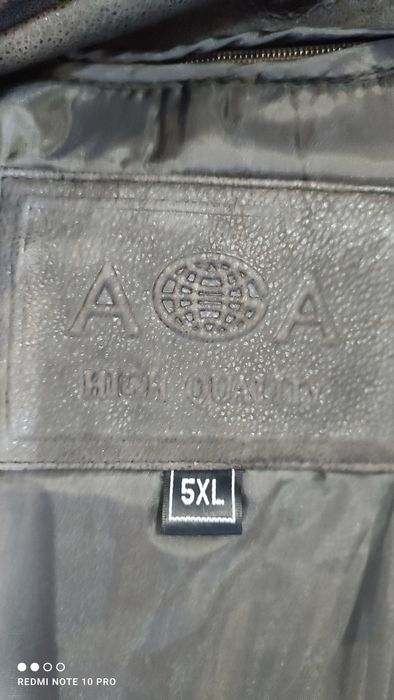 A A
HIGH QUALITY
5XL
REDMI NOTE 10 PRO